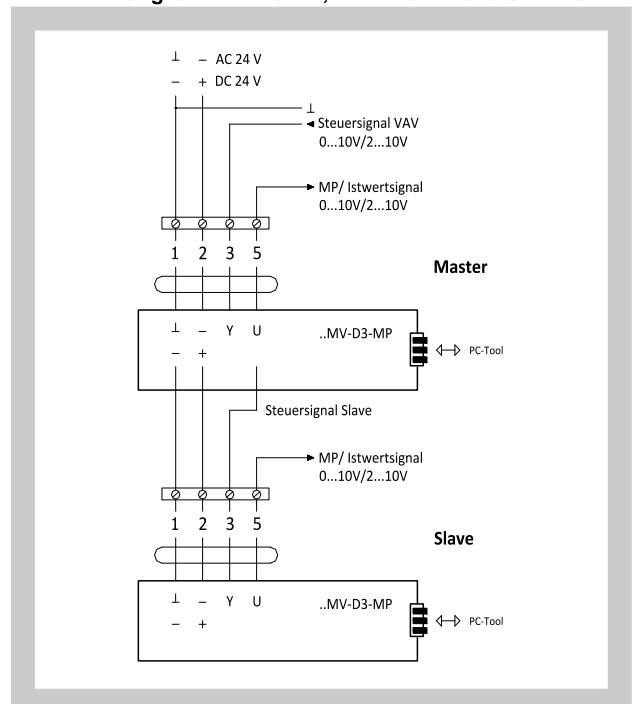 ⊥ – AC 24 V
– + DC 24 V
⊥
Steuersignal VAV
0...10V/2...10V
MP/ Istwertsignal
0...10V/2...10V
1 2 3 5
Master
⊥ – Y U ..MV-D3-MP
– +
PC-Tool
Steuersignal Slave
MP/ Istwertsignal
0...10V/2...10V
1 2 3 5
Slave
⊥ – Y U ..MV-D3-MP
– +
PC-Tool